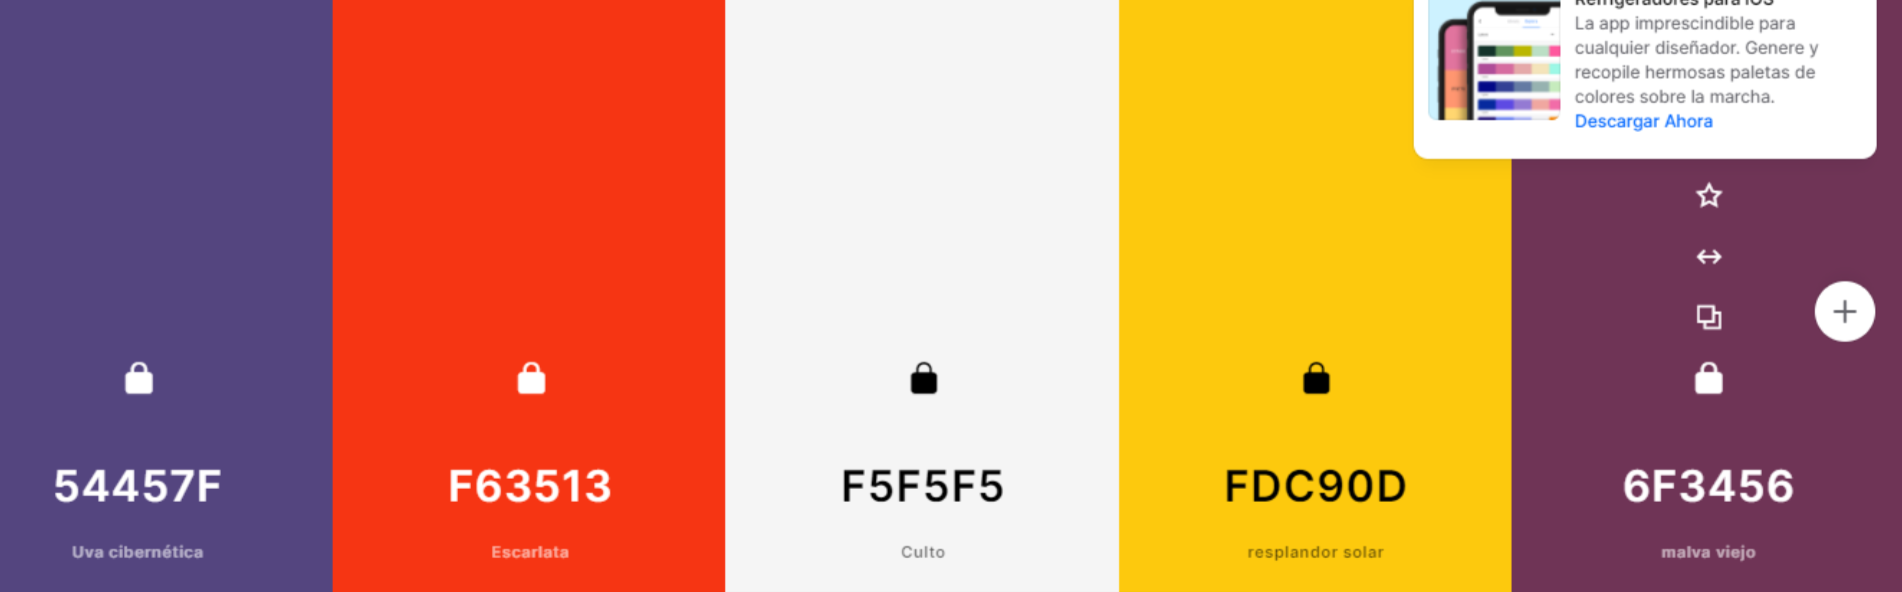 Refrigeradores para iOS
La app imprescindible para
cualquier diseñador. Genere y
recopile hermosas paletas de
colores sobre la marcha.
Descargar Ahora
54457F
F63513
F5F5F5
FDC90D
6F3456
Uva cibernética
Escarlata
Culto
resplandor solar
malva viejo